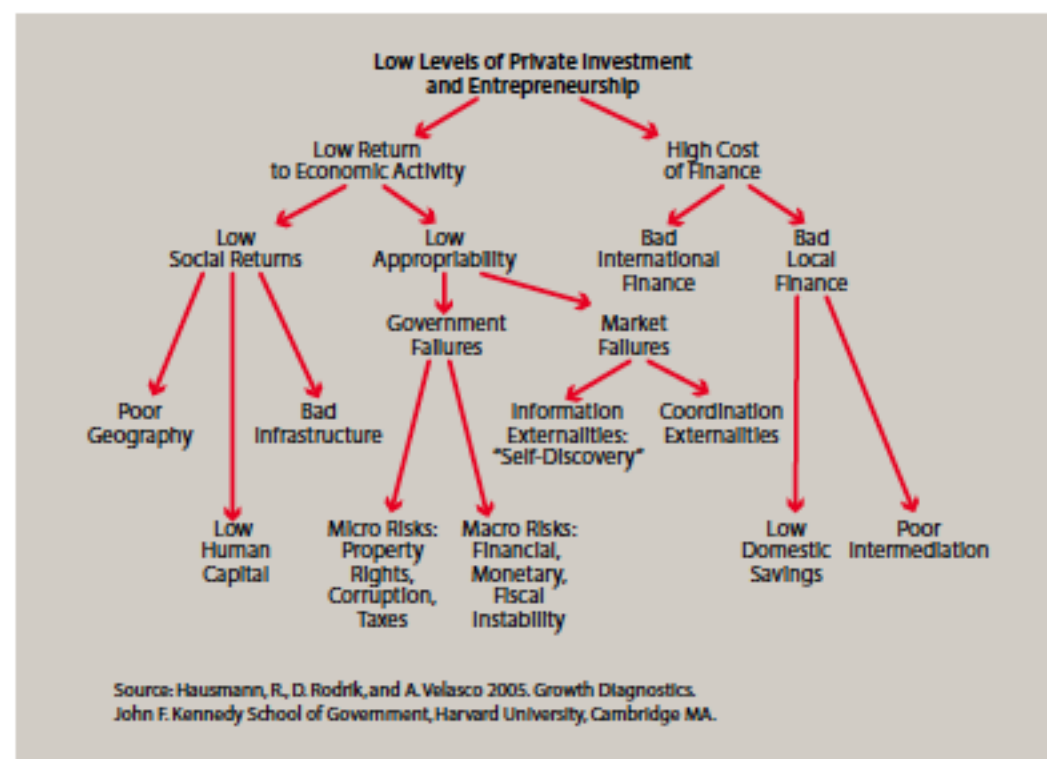 Low Levels of Private Investment
and Entrepreneurship
Low Return
to Economic Activity
High Cost
of Finance
Low
Social Returns
Low
Appropriability
Bad
International
Finance
Bad
Local
Finance
Government
Failures
Market
Failures
Poor
Geography
Bad
Infrastructure
Information
Externalities:
"Self-Discovery"
Coordination
Externalities
Low
Human
Capital
Micro Risks:
Property
Rights,
Corruption,
Taxes
Macro Risks:
Financial,
Monetary,
Fiscal
Instability
Low
Domestic
Savings
Poor
Intermediation
Source: Hausmann, R., D. Rodrik, and A. Velasco 2005. Growth Diagnostics.
John F. Kennedy School of Government, Harvard University, Cambridge MA.